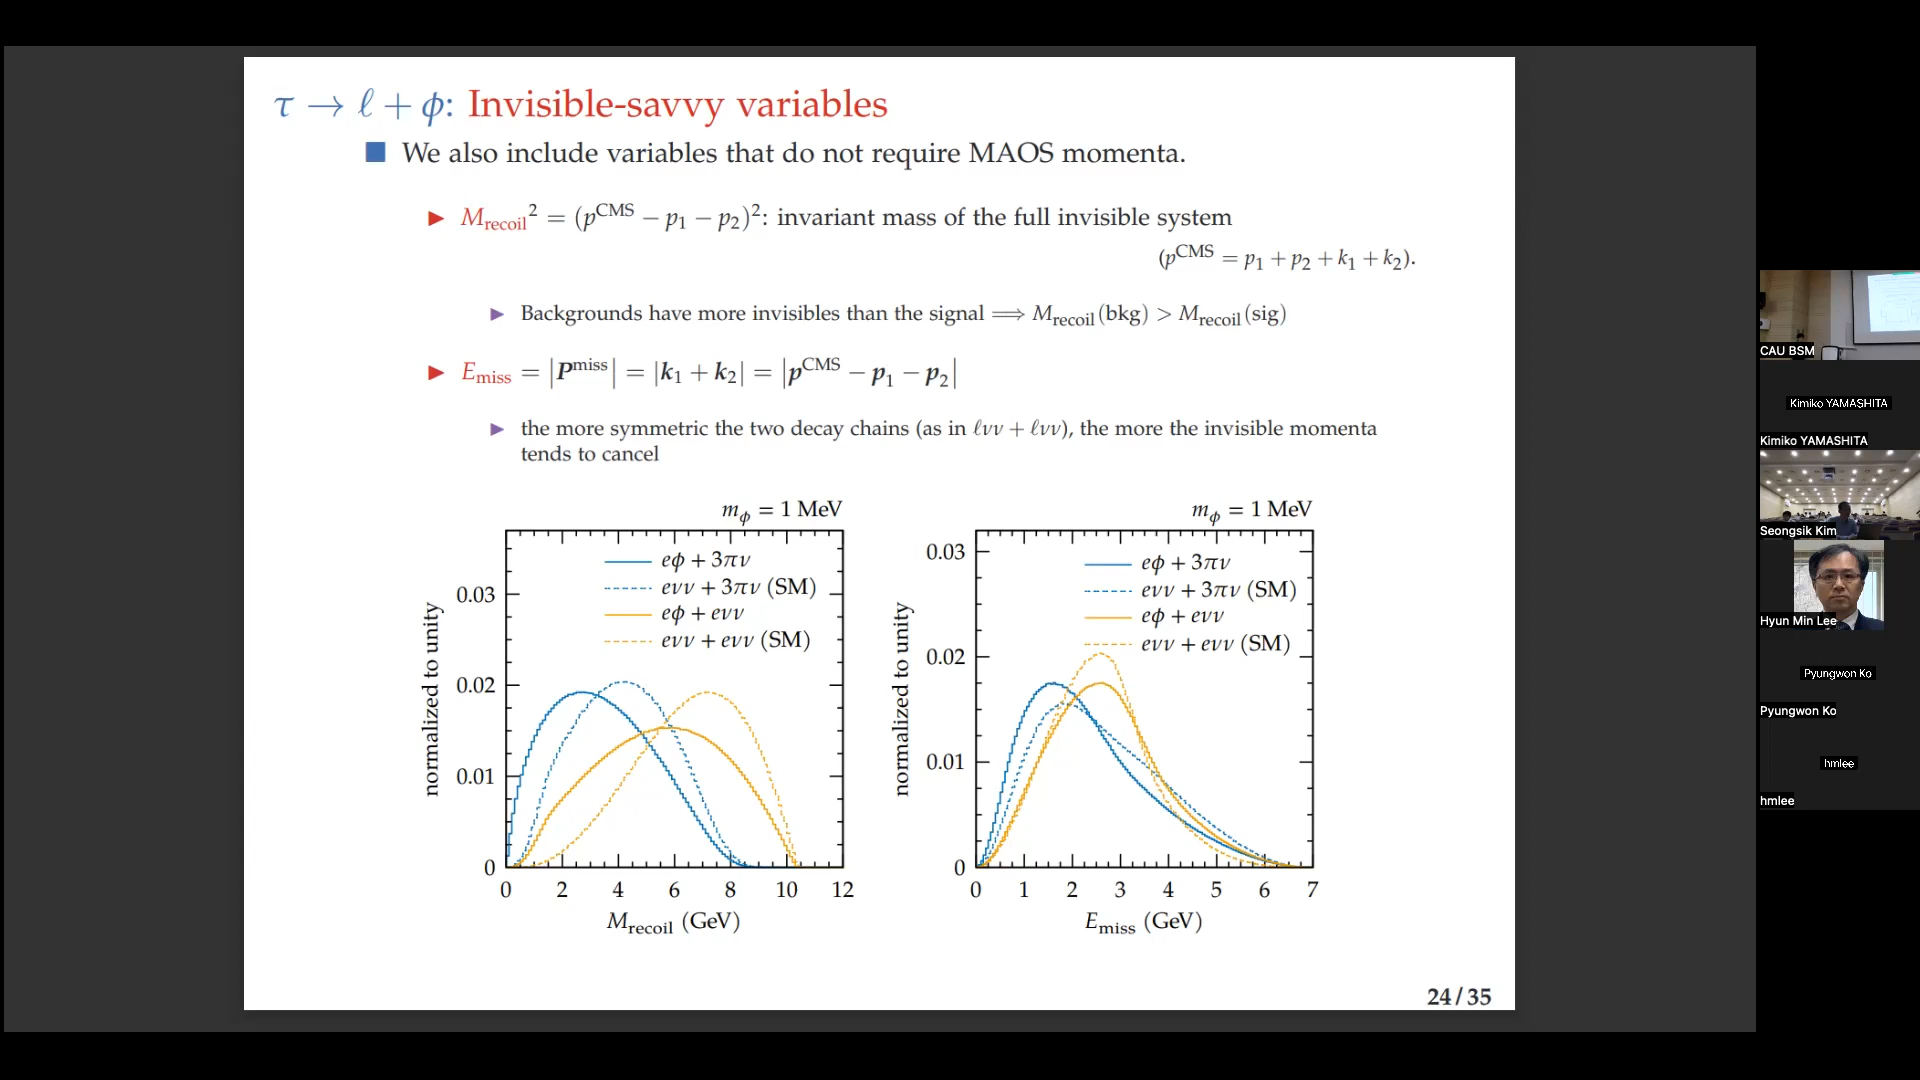 τ → ℓ + ϕ: Invisible-savvy variables
We also include variables that do not require MAOS momenta.
M_recoil² = (p^CMS − p₁ − p₂)²: invariant mass of the full invisible system
(p^CMS = p₁ + p₂ + k₁ + k₂).
Backgrounds have more invisibles than the signal ⟹ M_recoil(bkg) > M_recoil(sig)
E_miss = |P^miss| = |k₁ + k₂| = |p^CMS − p₁ − p₂|
the more symmetric the two decay chains (as in ℓνν + ℓνν), the more the invisible momenta
tends to cancel
m_ϕ = 1 MeV
eϕ + 3πν
eνν + 3πν (SM)
eϕ + eνν
eνν + eνν (SM)
normalized to unity
0.03
0.02
0.01
0
0 2 4 6 8 10 12
M_recoil (GeV)
m_ϕ = 1 MeV
eϕ + 3πν
eνν + 3πν (SM)
eϕ + eνν
eνν + eνν (SM)
normalized to unity
0.03
0.02
0.01
0
0 1 2 3 4 5 6 7
E_miss (GeV)
24 / 35
CAU BSM
Kimiko YAMASHITA
Kimiko YAMASHITA
Seongsik Kim
Hyun Min Lee
Pyungwon Ko
Pyungwon Ko
hmlee
hmlee